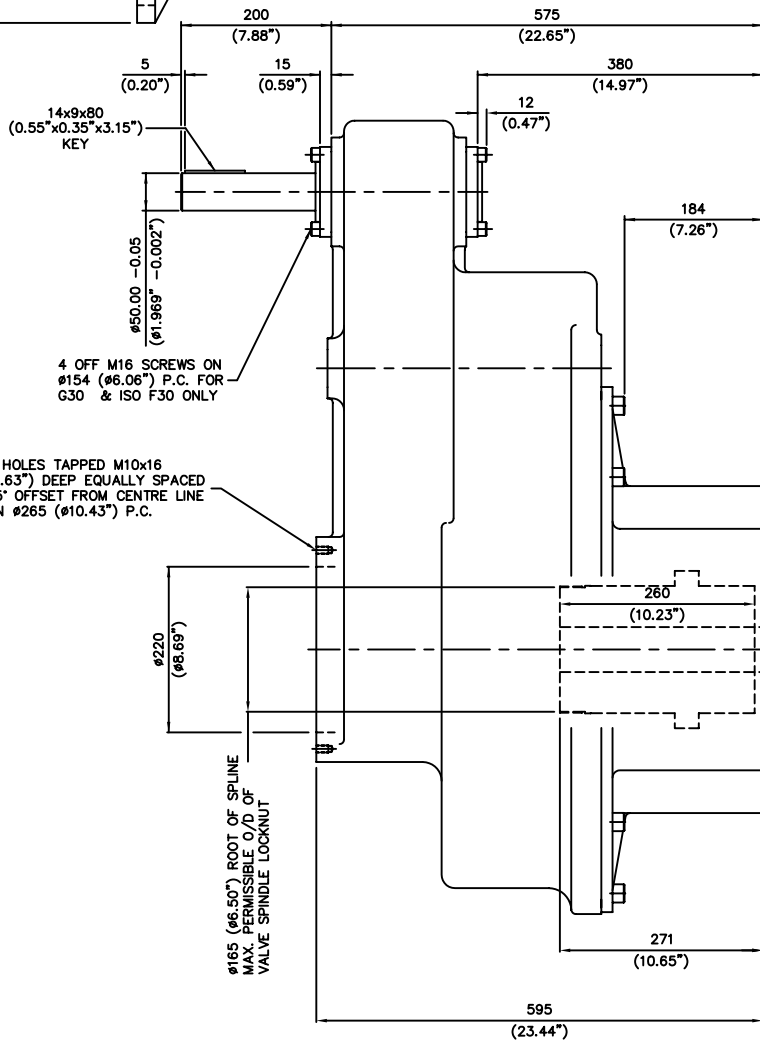 200
(7.88")
575
(22.65")
5
(0.20")
15
(0.59")
380
(14.97")
12
(0.47")
14x9x80
(0.55"x0.35"x3.15")
KEY
184
(7.26")
ø50.00 -0.05
(ø1.969" -0.002")
4 OFF M16 SCREWS ON
ø154 (ø6.06") P.C. FOR
G30 & ISO F30 ONLY
HOLES TAPPED M10x16
.63") DEEP EQUALLY SPACED
° OFFSET FROM CENTRE LINE
ø265 (ø10.43") P.C.
260
(10.23")
ø220
(ø8.69")
ø165 (ø6.50") ROOT OF SPLINE
MAX. PERMISSIBLE O/D OF
VALVE SPINDLE LOCKNUT
271
(10.65")
595
(23.44")